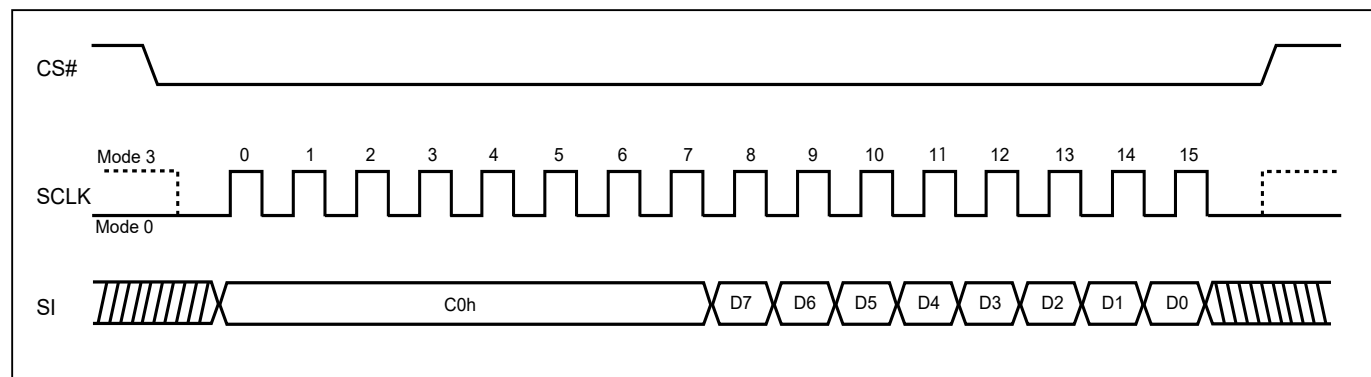 CS#
Mode 3
0 1 2 3 4 5 6 7 8 9 10 11 12 13 14 15
SCLK
Mode 0
SI
C0h D7 D6 D5 D4 D3 D2 D1 D0